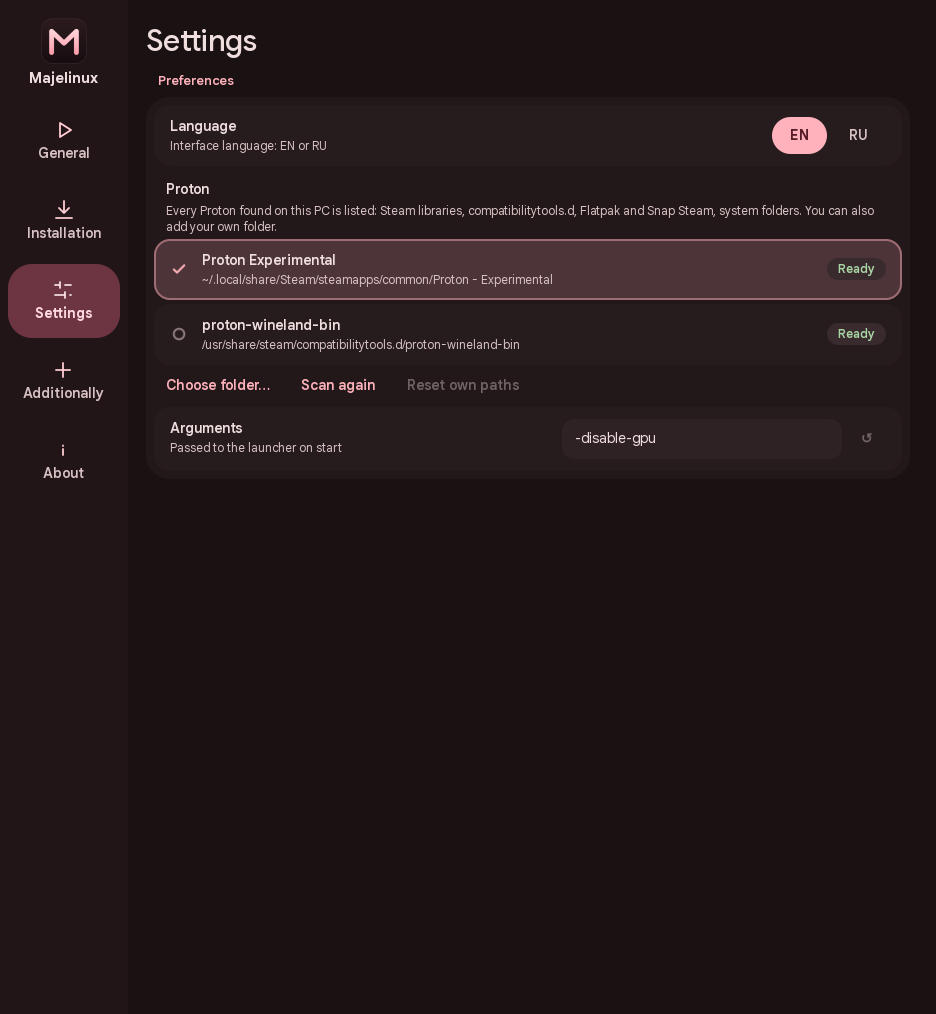 Settings
Majelinux
Preferences
General
Installation
Settings
Additionally
About
Language
Interface language: EN or RU
EN
RU
Proton
Every Proton found on this PC is listed: Steam libraries, compatibilitytools.d, Flatpak and Snap Steam, system folders. You can also
add your own folder.
Proton Experimental
~/.local/share/Steam/steamapps/common/Proton - Experimental
Ready
proton-wineland-bin
/usr/share/steam/compatibilitytools.d/proton-wineland-bin
Ready
Choose folder...
Scan again
Reset own paths
Arguments
Passed to the launcher on start
-disable-gpu